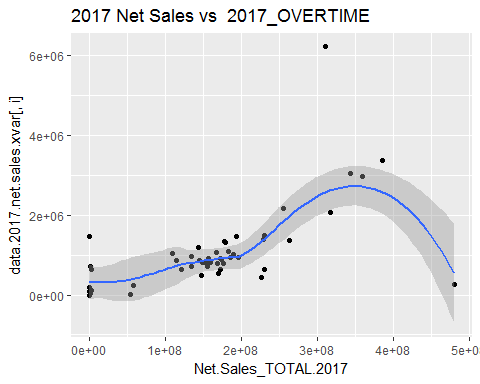 2017 Net Sales vs  2017_OVERTIME
data.2017.net.sales.xvar[, i]
6e+06
4e+06
2e+06
0e+00
0e+00 1e+08 2e+08 3e+08 4e+08 5e+08
Net.Sales_TOTAL.2017